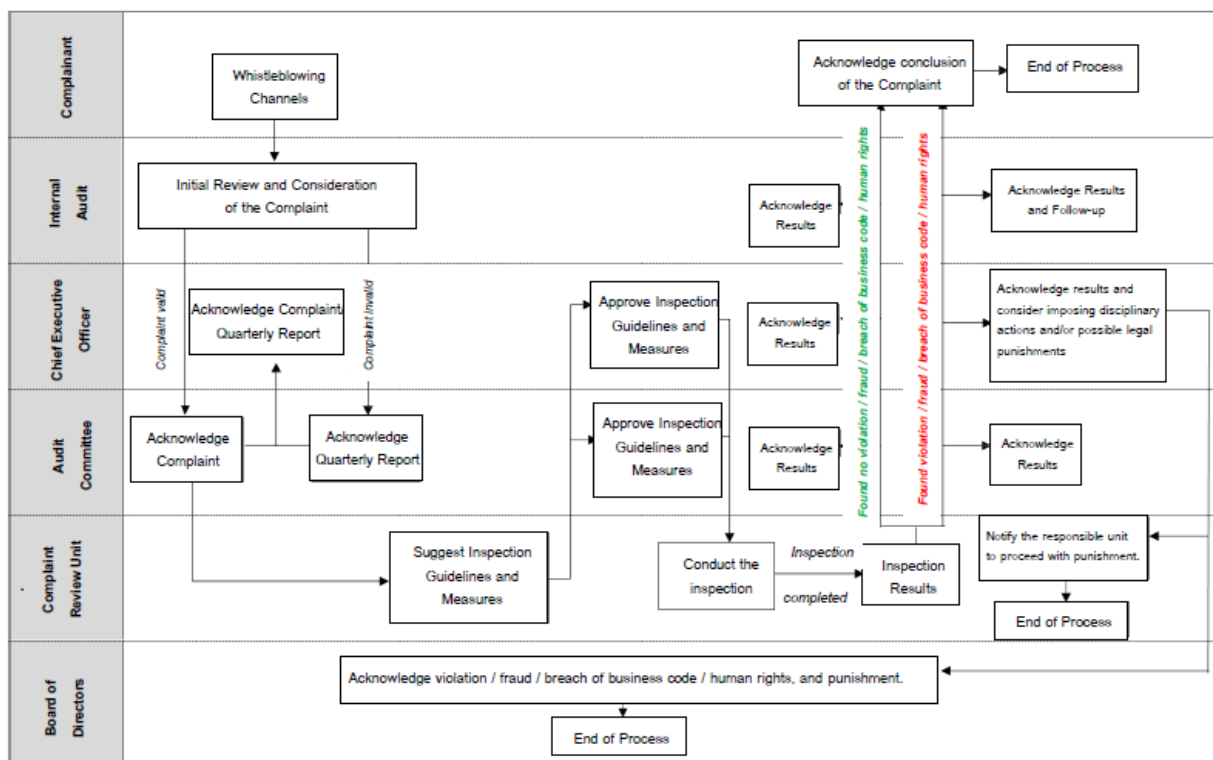 Complainant
Whistleblowing
Channels
Acknowledge conclusion
of the Complaint
End of Process
Internal
Audit
Initial Review and Consideration
of the Complaint
Acknowledge
Results
Acknowledge Results
and Follow-up
Found no violation / fraud / breach of business code / human rights
Found violation / fraud / breach of business code / human rights
Chief Executive
Officer
Complaint valid
Acknowledge Complaint
Quarterly Report
Complaint Invalid
Approve Inspection
Guidelines and
Measures
Acknowledge
Results
Acknowledge results and
consider imposing disciplinary
actions and/or possible legal
punishments
Audit
Committee
Acknowledge
Complaint
Acknowledge
Quarterly Report
Approve Inspection
Guidelines and
Measures
Acknowledge
Results
Acknowledge
Results
Complaint
Review Unit
Suggest Inspection
Guidelines and
Measures
Conduct the
inspection
Inspection
completed
Inspection
Results
Notify the responsible unit
to proceed with punishment.
End of Process
Board of
Directors
Acknowledge violation / fraud / breach of business code / human rights, and punishment.
End of Process